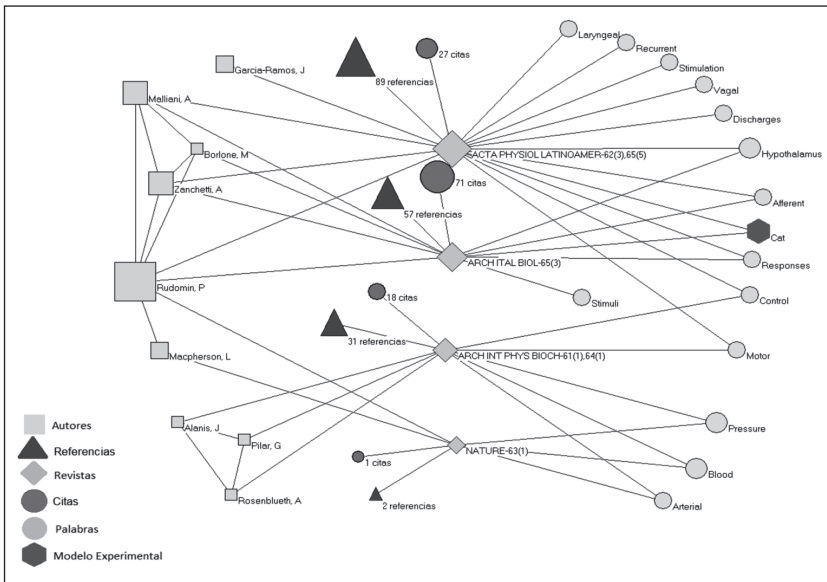 Laryngeal
Recurrent
27 citas
Garcia-Ramos, J
Stimulation
89 referencias
Vagal
Malliani, A
Discharges
Borlone, M
ACTA PHYSIOL LATINOAMER-62(3),65(5)
Hypothalamus
Zanchetti, A
71 citas
57 referencias
Afferent
Cat
ARCH ITAL BIOL-65(3)
Responses
Rudomin, P
18 citas
Stimuli
Control
31 referencias
Macpherson, L
ARCH INT PHYS BIOCH-61(1),64(1)
Motor
Alanis, J
Pressure
Pilar, G
NATURE-63(1)
1 citas
Blood
Rosenblueth, A
2 referencias
Arterial
Autores
Referencias
Revistas
Citas
Palabras
Modelo Experimental